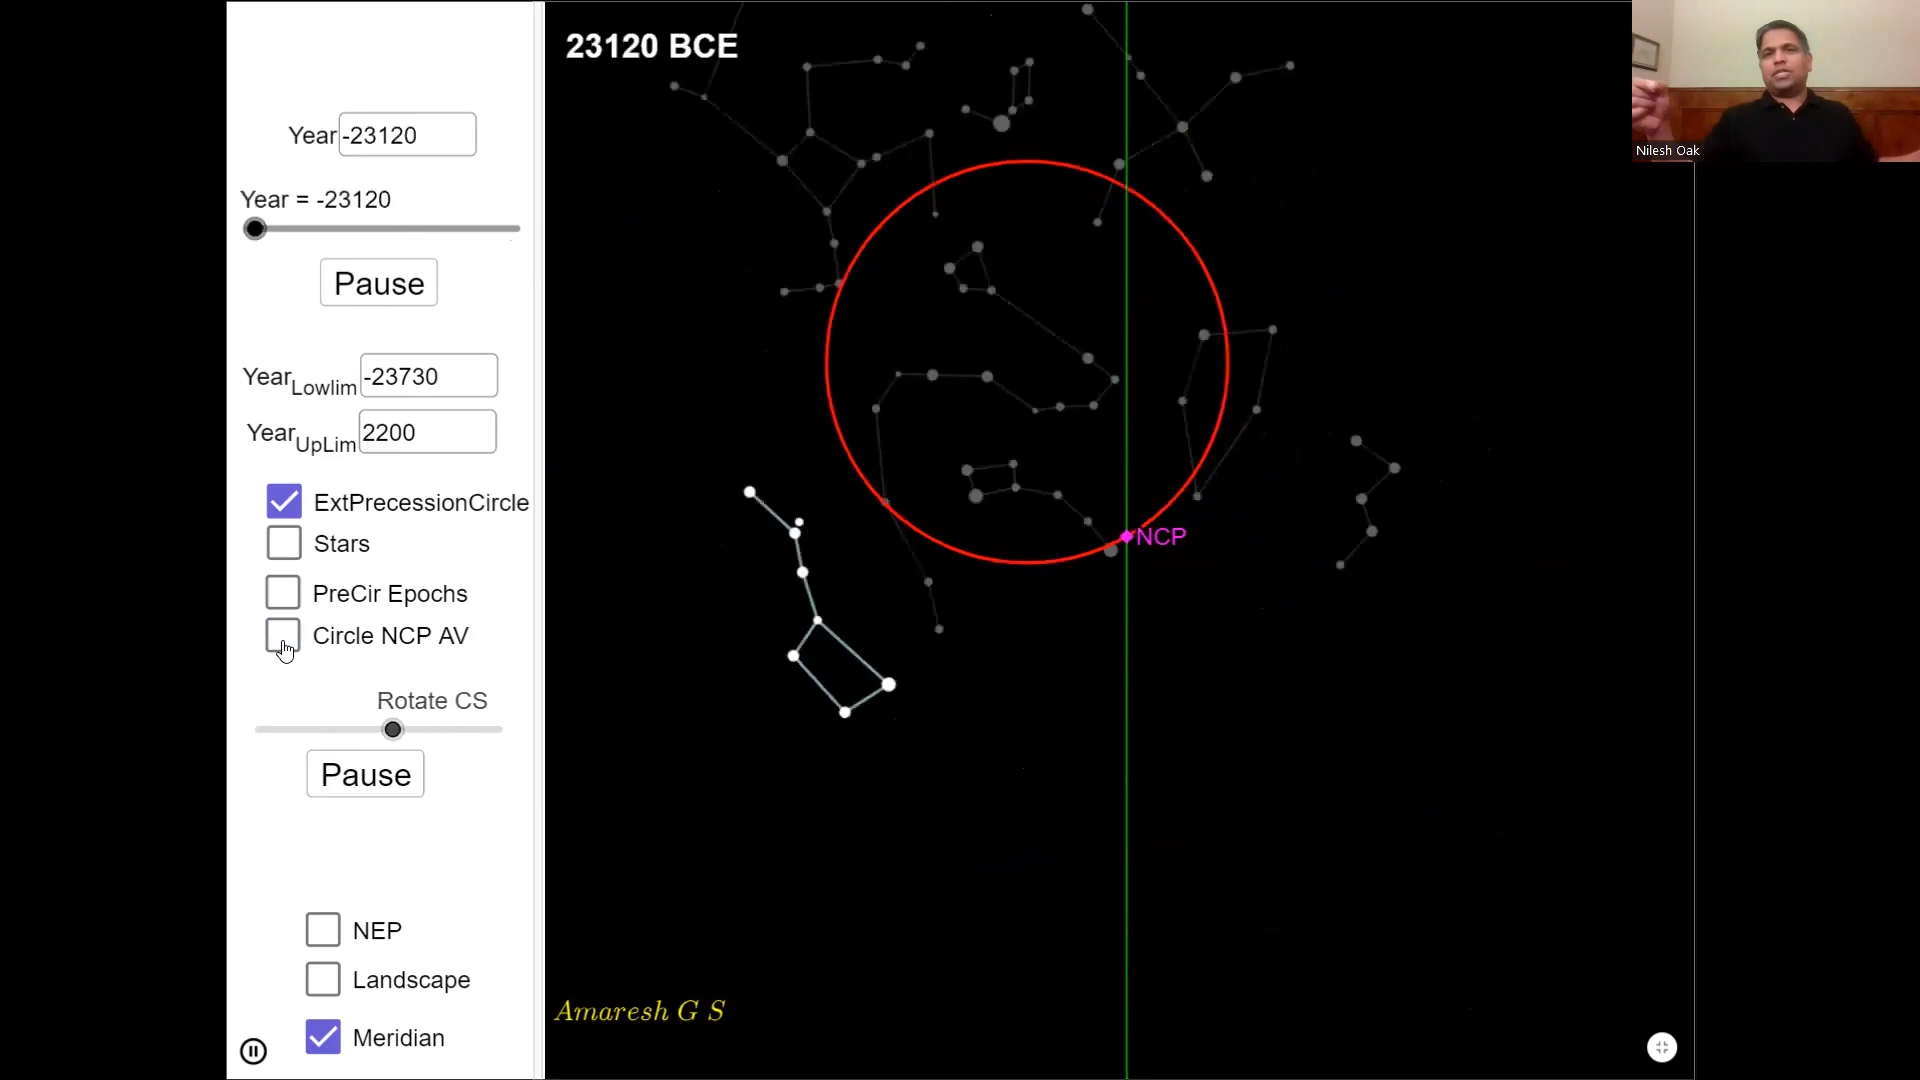 23120 BCE
Nilesh Oak
Year -23120
Year = -23120
Pause
YearLowlim -23730
YearUpLim 2200
ExtPrecessionCircle
Stars
PreCir Epochs
Circle NCP AV
NCP
Rotate CS
Pause
NEP
Landscape
Amaresh G S
Meridian